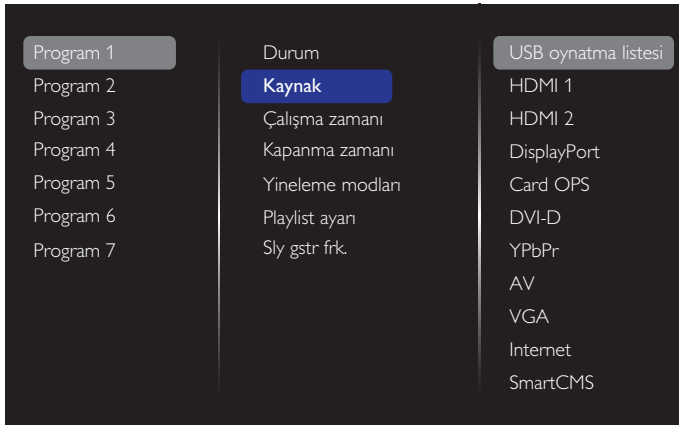 Program 1
Program 2
Program 3
Program 4
Program 5
Program 6
Program 7
Durum
Kaynak
Çalışma zamanı
Kapanma zamanı
Yineleme modları
Playlist ayarı
Sly gstr frk.
USB oynatma listesi
HDMI 1
HDMI 2
DisplayPort
Card OPS
DVI-D
YPbPr
AV
VGA
Internet
SmartCMS